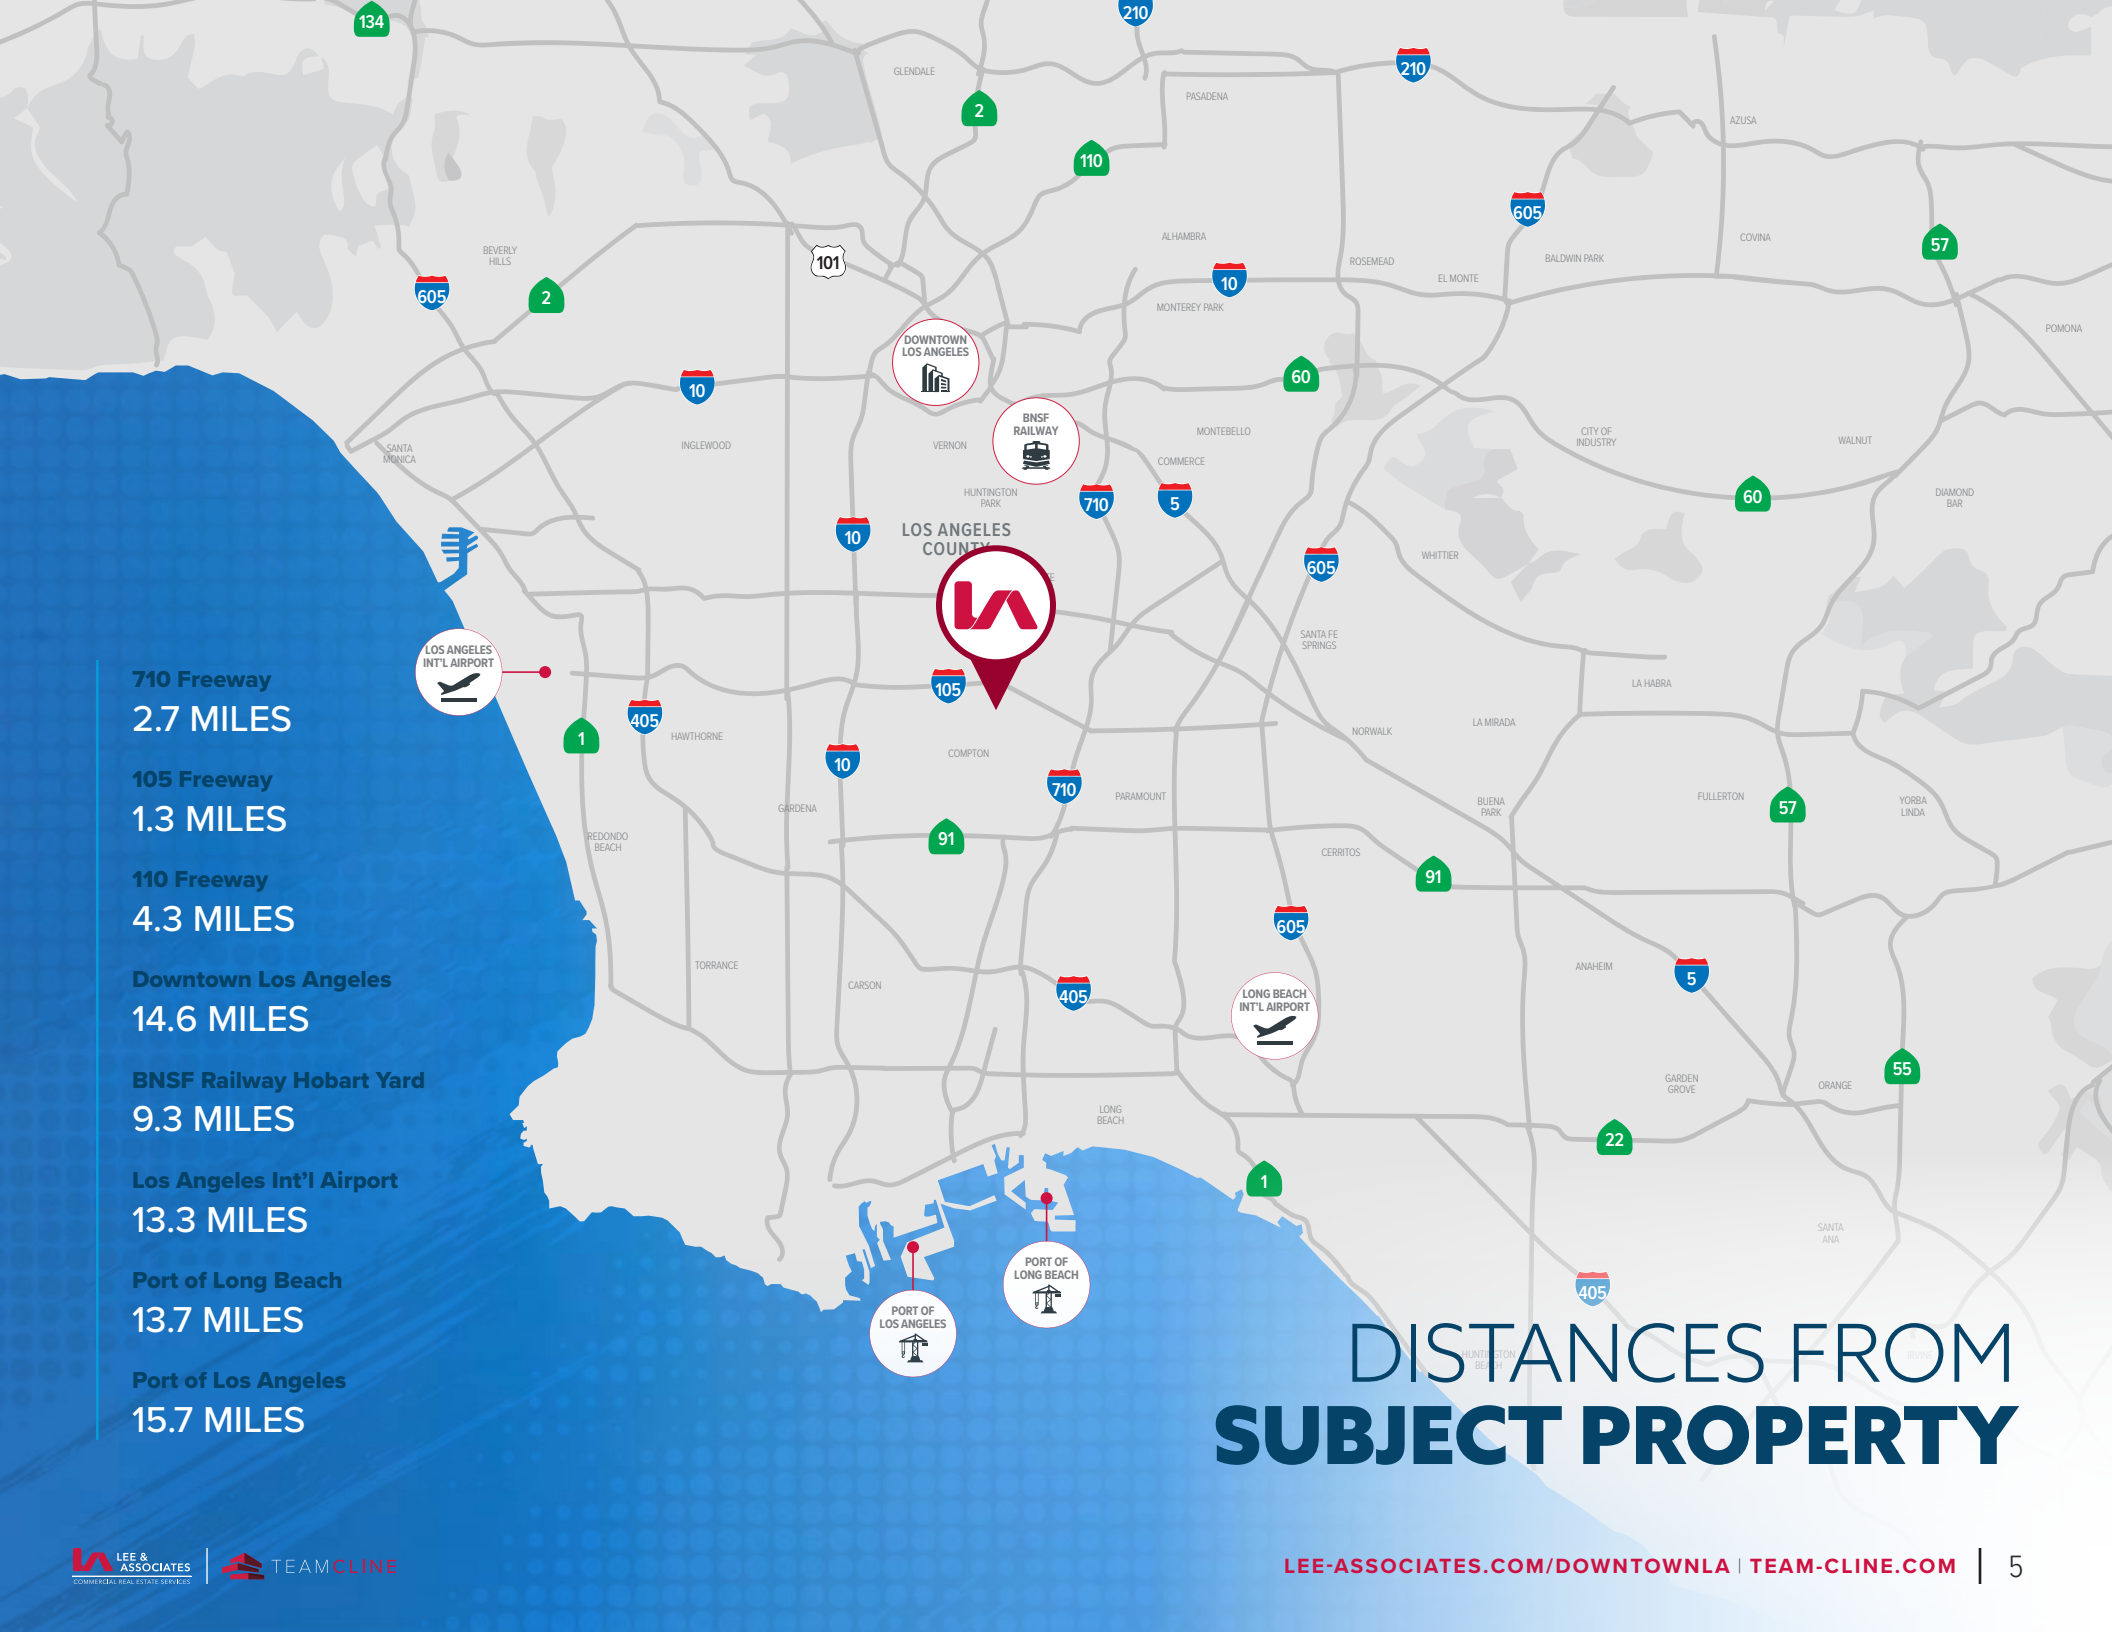 134
210
210
GLENDALE
2
PASADENA
110
AZUSA
605
57
BEVERLY
HILLS
101
ALHAMBRA
ROSEMEAD
BALDWIN PARK
COVINA
605
2
10
EL MONTE
MONTEREY PARK
POMONA
DOWNTOWN
LOS ANGELES
10
60
BNSF
RAILWAY
SANTA
MONICA
INGLEWOOD
VERNON
MONTEBELLO
COMMERCE
CITY OF
INDUSTRY
WALNUT
HUNTINGTON
PARK
710
5
60
DIAMOND
BAR
10
LOS ANGELES
COUNTY
605
WHITTIER
LA
SANTA FE
SPRINGS
LOS ANGELES
INT'L AIRPORT
105
LA HABRA
405
1
HAWTHORNE
NORWALK
LA MIRADA
COMPTON
10
710
PARAMOUNT
GARDENA
BUENA
PARK
FULLERTON
57
YORBA
LINDA
REDONDO
BEACH
91
CERRITOS
91
605
TORRANCE
CARSON
405
LONG BEACH
INT'L AIRPORT
ANAHEIM
5
55
GARDEN
GROVE
ORANGE
LONG
BEACH
22
1
SANTA
ANA
PORT OF
LONG BEACH
405
PORT OF
LOS ANGELES
HUNTINGTON
BEACH
IRVINE
710 Freeway
2.7 MILES
105 Freeway
1.3 MILES
110 Freeway
4.3 MILES
Downtown Los Angeles
14.6 MILES
BNSF Railway Hobart Yard
9.3 MILES
Los Angeles Int'l Airport
13.3 MILES
Port of Long Beach
13.7 MILES
Port of Los Angeles
15.7 MILES
DISTANCES FROM
SUBJECT PROPERTY
LA LEE &
ASSOCIATES
COMMERCIAL REAL ESTATE SERVICES
TEAMCLINE
LEE-ASSOCIATES.COM/DOWNTOWNLA | TEAM-CLINE.COM | 5